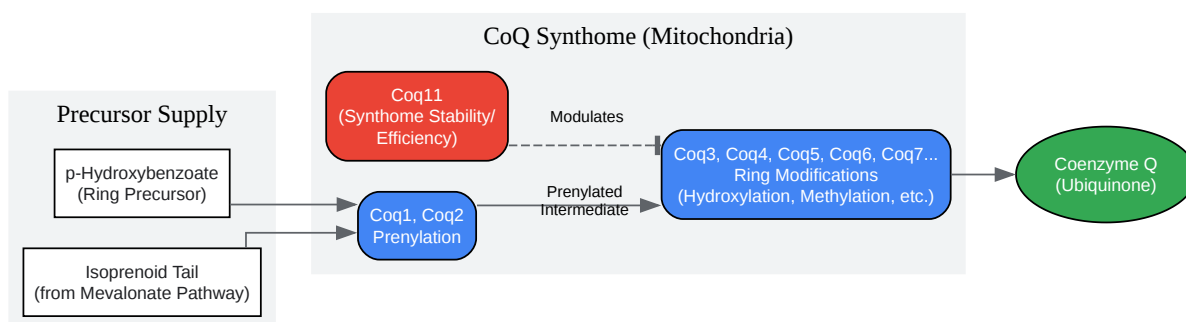 CoQ Synthome (Mitochondria)
Precursor Supply
Coq11
(Synthome Stability/
Efficiency)
Modulates
p-Hydroxybenzoate
(Ring Precursor)
Isoprenoid Tail
(from Mevalonate Pathway)
Coq1, Coq2
Prenylation
Prenylated
Intermediate
Coq3, Coq4, Coq5, Coq6, Coq7...
Ring Modifications
(Hydroxylation, Methylation, etc.)
Coenzyme Q
(Ubiquinone)